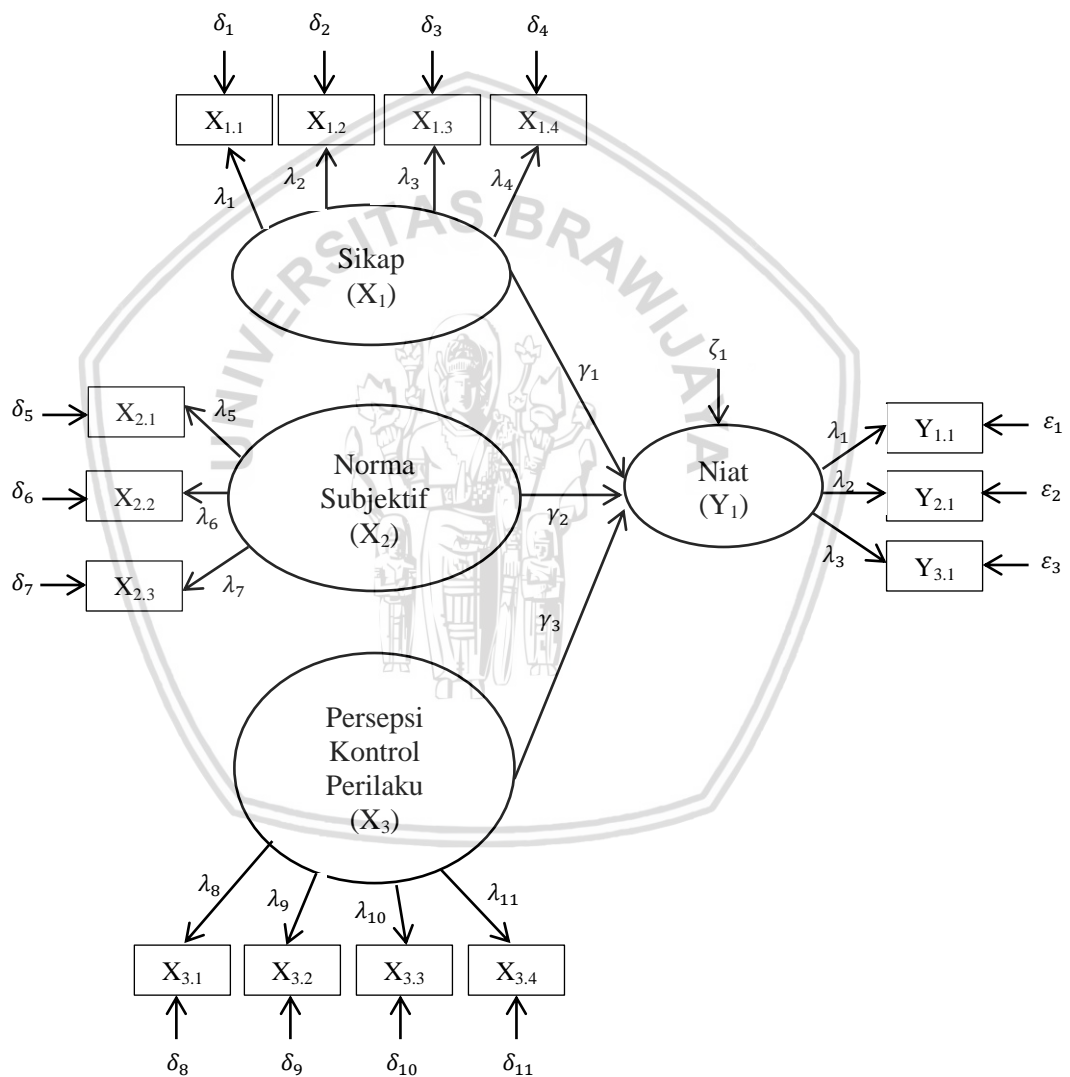 δ₁ δ₂ δ₃ δ₄
X₁.₁ X₁.₂ X₁.₃ X₁.₄
λ₁ λ₂ λ₃ λ₄
UNIVERSITAS BRAWIJAYA
Sikap
(X₁)
γ₁
ζ₁
δ₅ X₂.₁ λ₅
δ₆ X₂.₂ λ₆
δ₇ X₂.₃ λ₇
Norma
Subjektif
(X₂)
γ₂
Niat
(Y₁)
λ₁ Y₁.₁ ε₁
λ₂ Y₂.₁ ε₂
λ₃ Y₃.₁ ε₃
γ₃
Persepsi
Kontrol
Perilaku
(X₃)
λ₈ λ₉ λ₁₀ λ₁₁
X₃.₁ X₃.₂ X₃.₃ X₃.₄
δ₈ δ₉ δ₁₀ δ₁₁